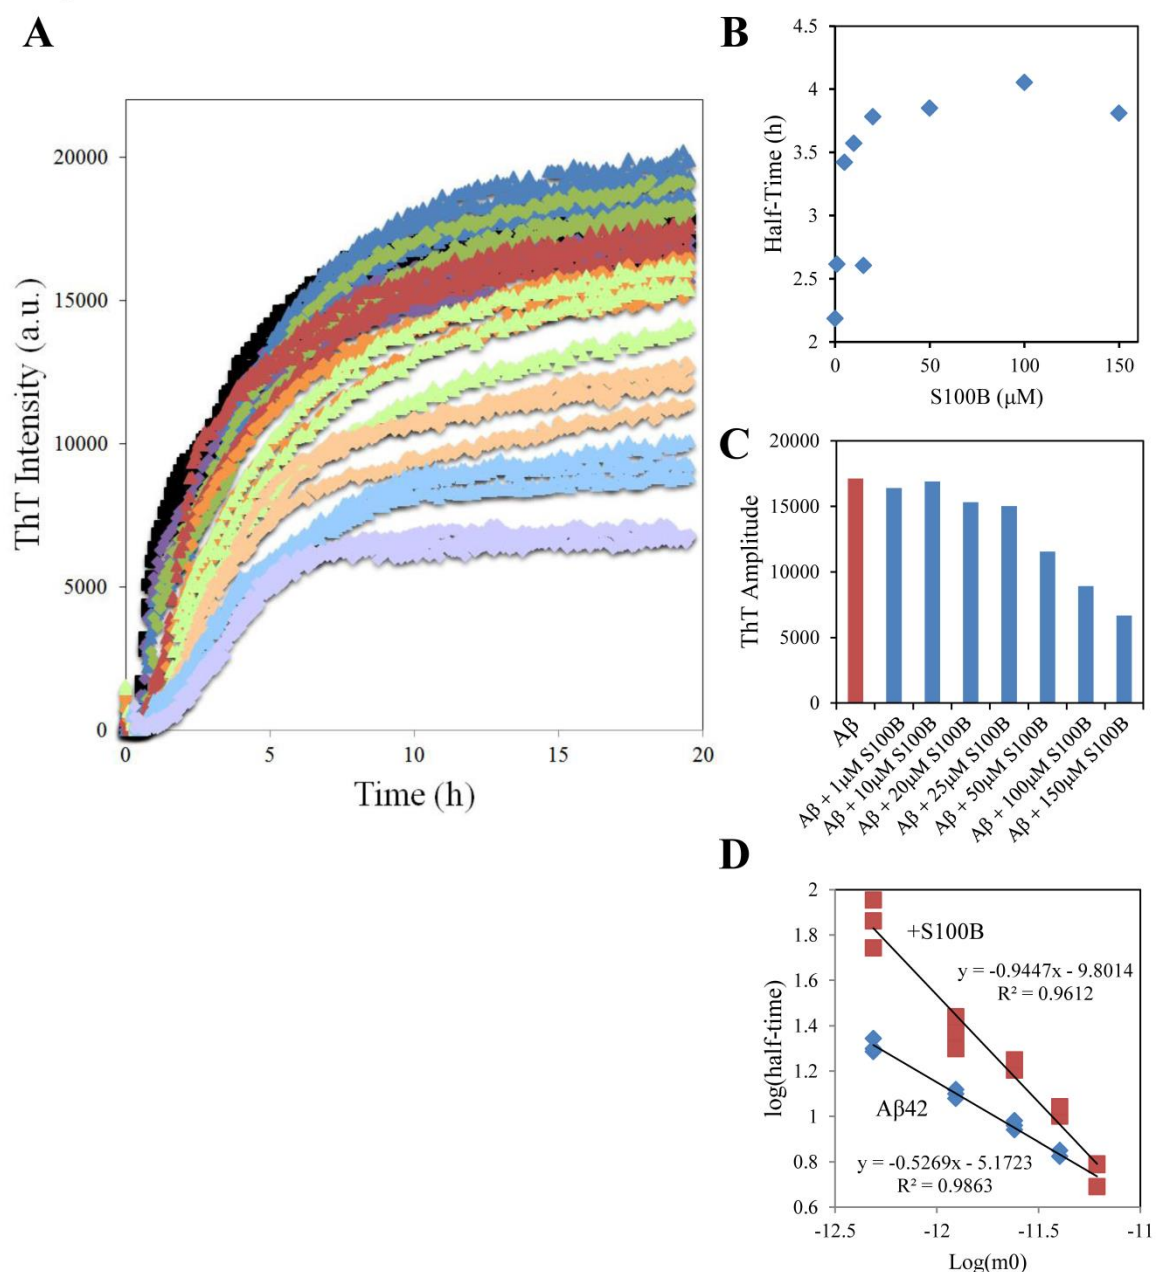 A
20000
15000
10000
5000
0
ThT Intensity (a.u.)
0
5
10
15
20
Time (h)
B
4.5
4
3.5
3
2.5
2
Half-Time (h)
0
50
100
150
S100B (μM)
C
20000
15000
10000
5000
0
ThT Amplitude
Aβ
Aβ + 1μM S100B
Aβ + 10μM S100B
Aβ + 20μM S100B
Aβ + 25μM S100B
Aβ + 50μM S100B
Aβ + 100μM S100B
Aβ + 150μM S100B
D
2
1.8
1.6
1.4
1.2
1
0.8
0.6
log(half-time)
+S100B
y = -0.9447x - 9.8014
R² = 0.9612
Aβ42
y = -0.5269x - 5.1723
R² = 0.9863
-12.5
-12
-11.5
-11
Log(m0)